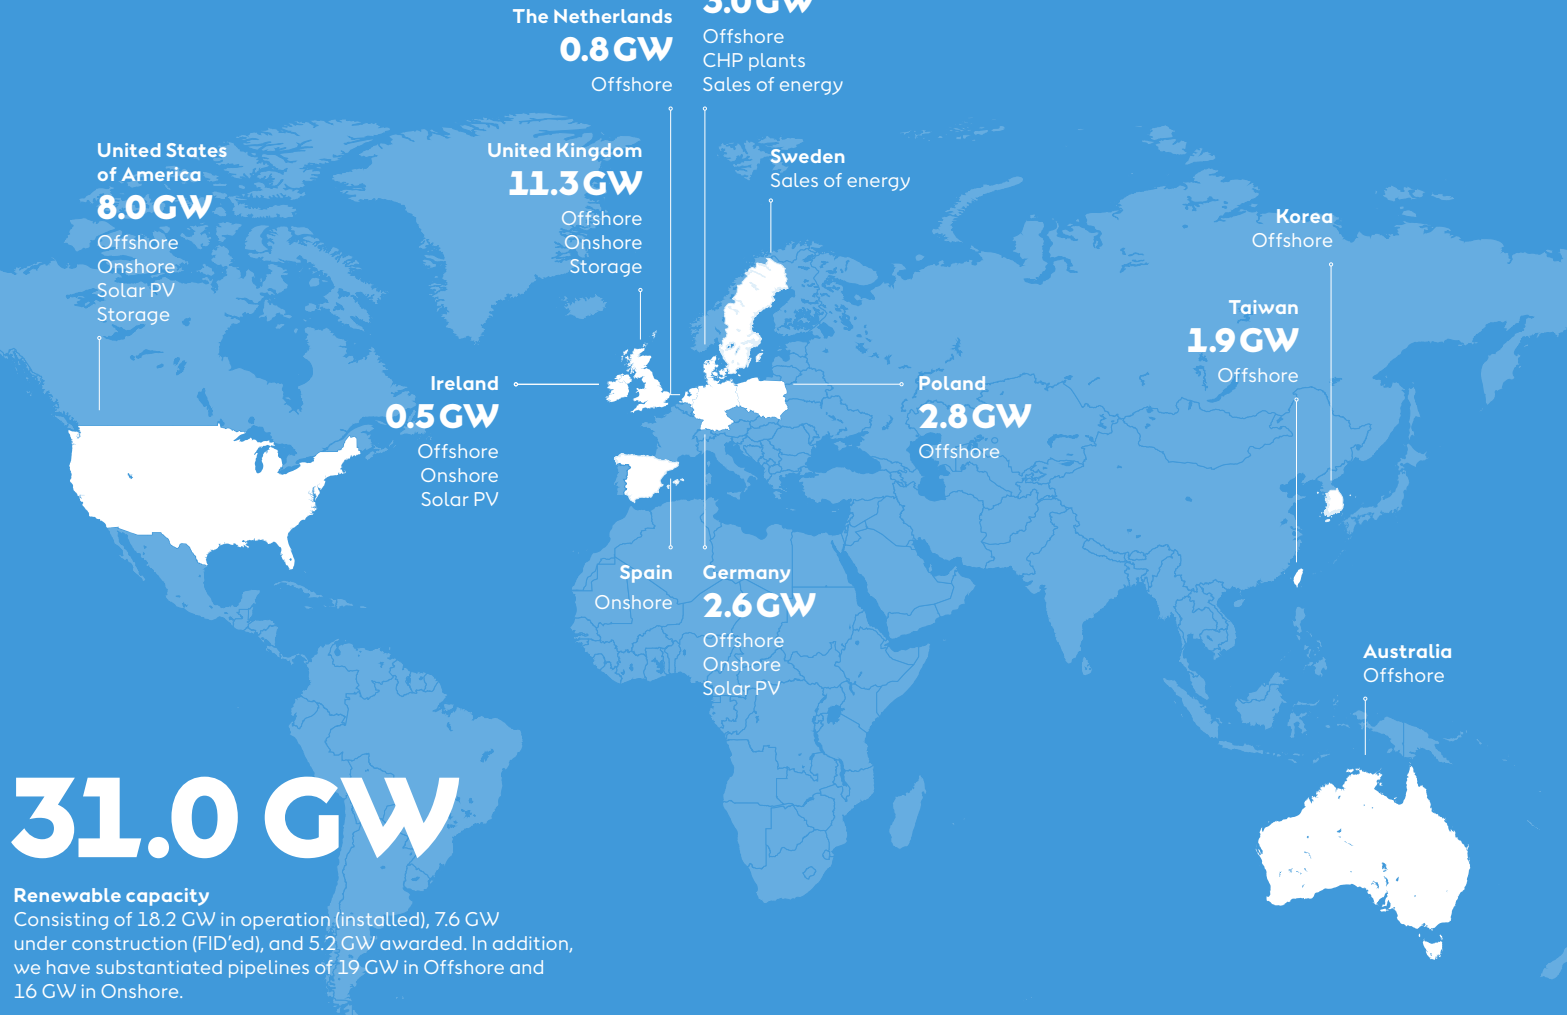 The Netherlands
0.8 GW
Offshore
3.0 GW
Offshore
CHP plants
Sales of energy
United States
of America
8.0 GW
Offshore
Onshore
Solar PV
Storage
United Kingdom
11.3 GW
Offshore
Onshore
Storage
Sweden
Sales of energy
Korea
Offshore
Taiwan
1.9 GW
Offshore
Ireland
0.5 GW
Offshore
Onshore
Solar PV
Poland
2.8 GW
Offshore
Spain
Onshore
Germany
2.6 GW
Offshore
Onshore
Solar PV
Australia
Offshore
31.0 GW
Renewable capacity
Consisting of 18.2 GW in operation (installed), 7.6 GW
under construction (FID'ed), and 5.2 GW awarded. In addition,
we have substantiated pipelines of 19 GW in Offshore and
16 GW in Onshore.